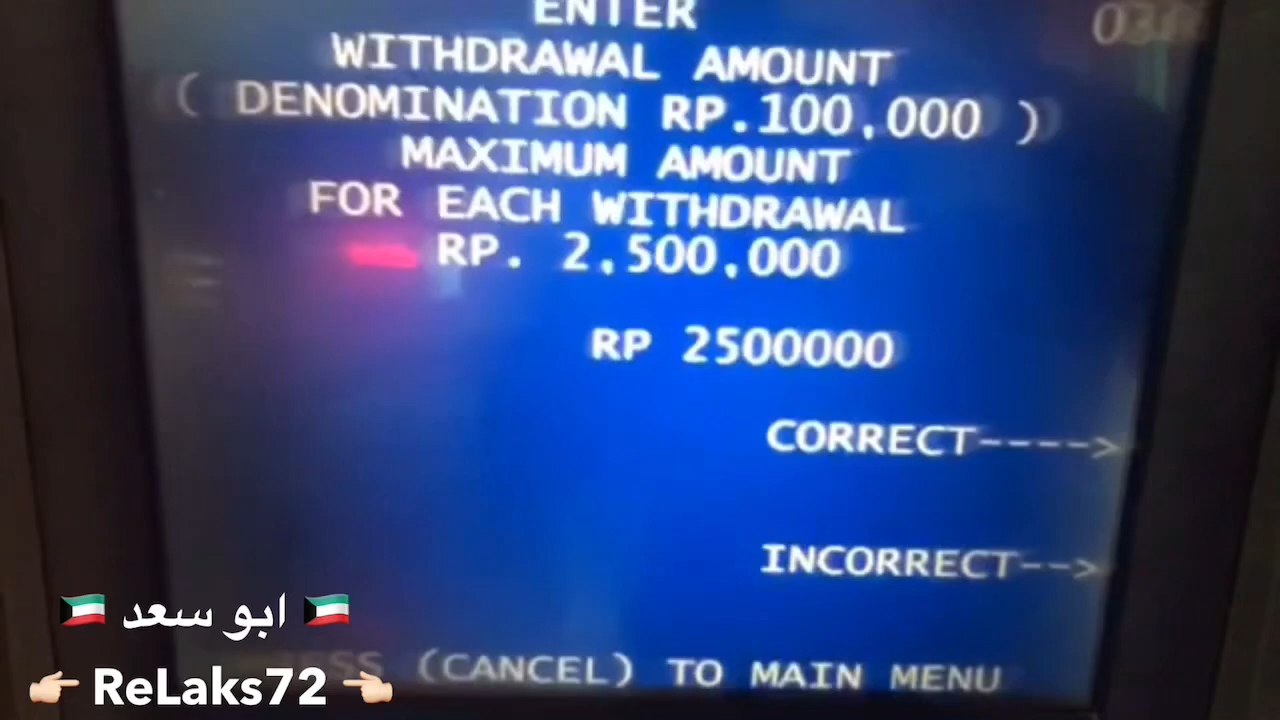 ENTER
WITHDRAWAL AMOUNT
( DENOMINATION RP.100,000 )
MAXIMUM AMOUNT
FOR EACH WITHDRAWAL
RP. 2,500,000
RP 2500000
CORRECT---->
INCORRECT-->
(CANCEL) TO MAIN MENU
🇰🇼 ابو سعد 🇰🇼
👉🏻 ReLaks72 👈🏻